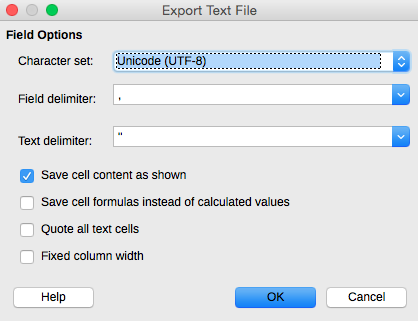 Export Text File
Field Options
Character set: Unicode (UTF-8)
Field delimiter: ,
Text delimiter: "
Save cell content as shown
Save cell formulas instead of calculated values
Quote all text cells
Fixed column width
Help OK Cancel